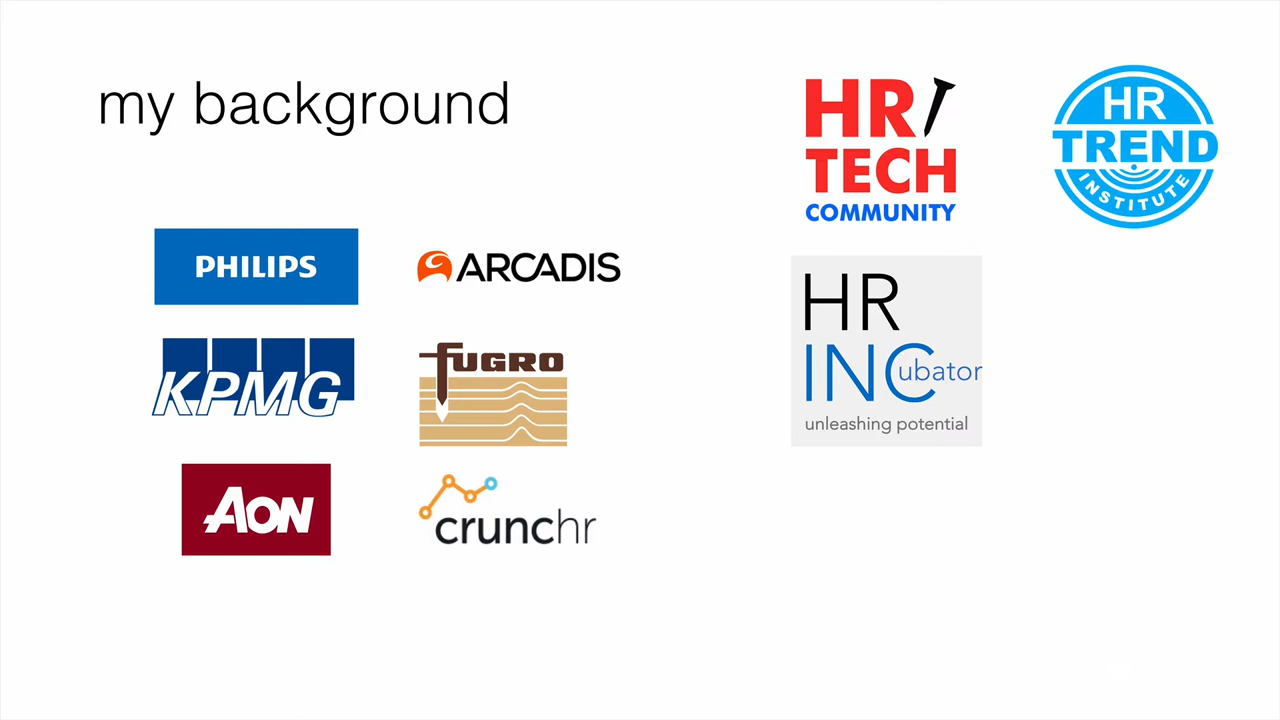 my background
PHILIPS
ARCADIS
KPMG
FUGRO
AON
crunchr
HR
TECH
COMMUNITY
HR
TREND
INSTITUTE
HR
INCubator
unleashing potential